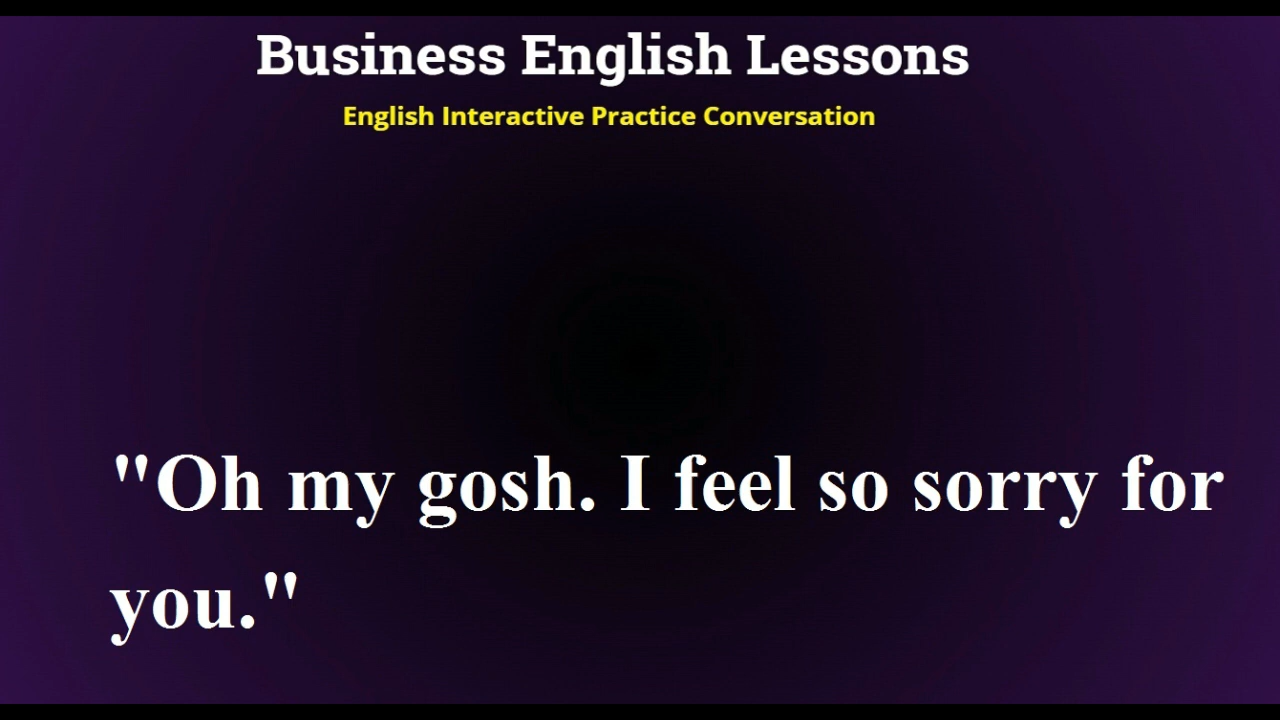 Business English Lessons
English Interactive Practice Conversation
"Oh my gosh. I feel so sorry for
you."